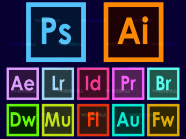 Ps Ai
Ae Lr Id Pr Br
Dw Mu Fl Au Fw